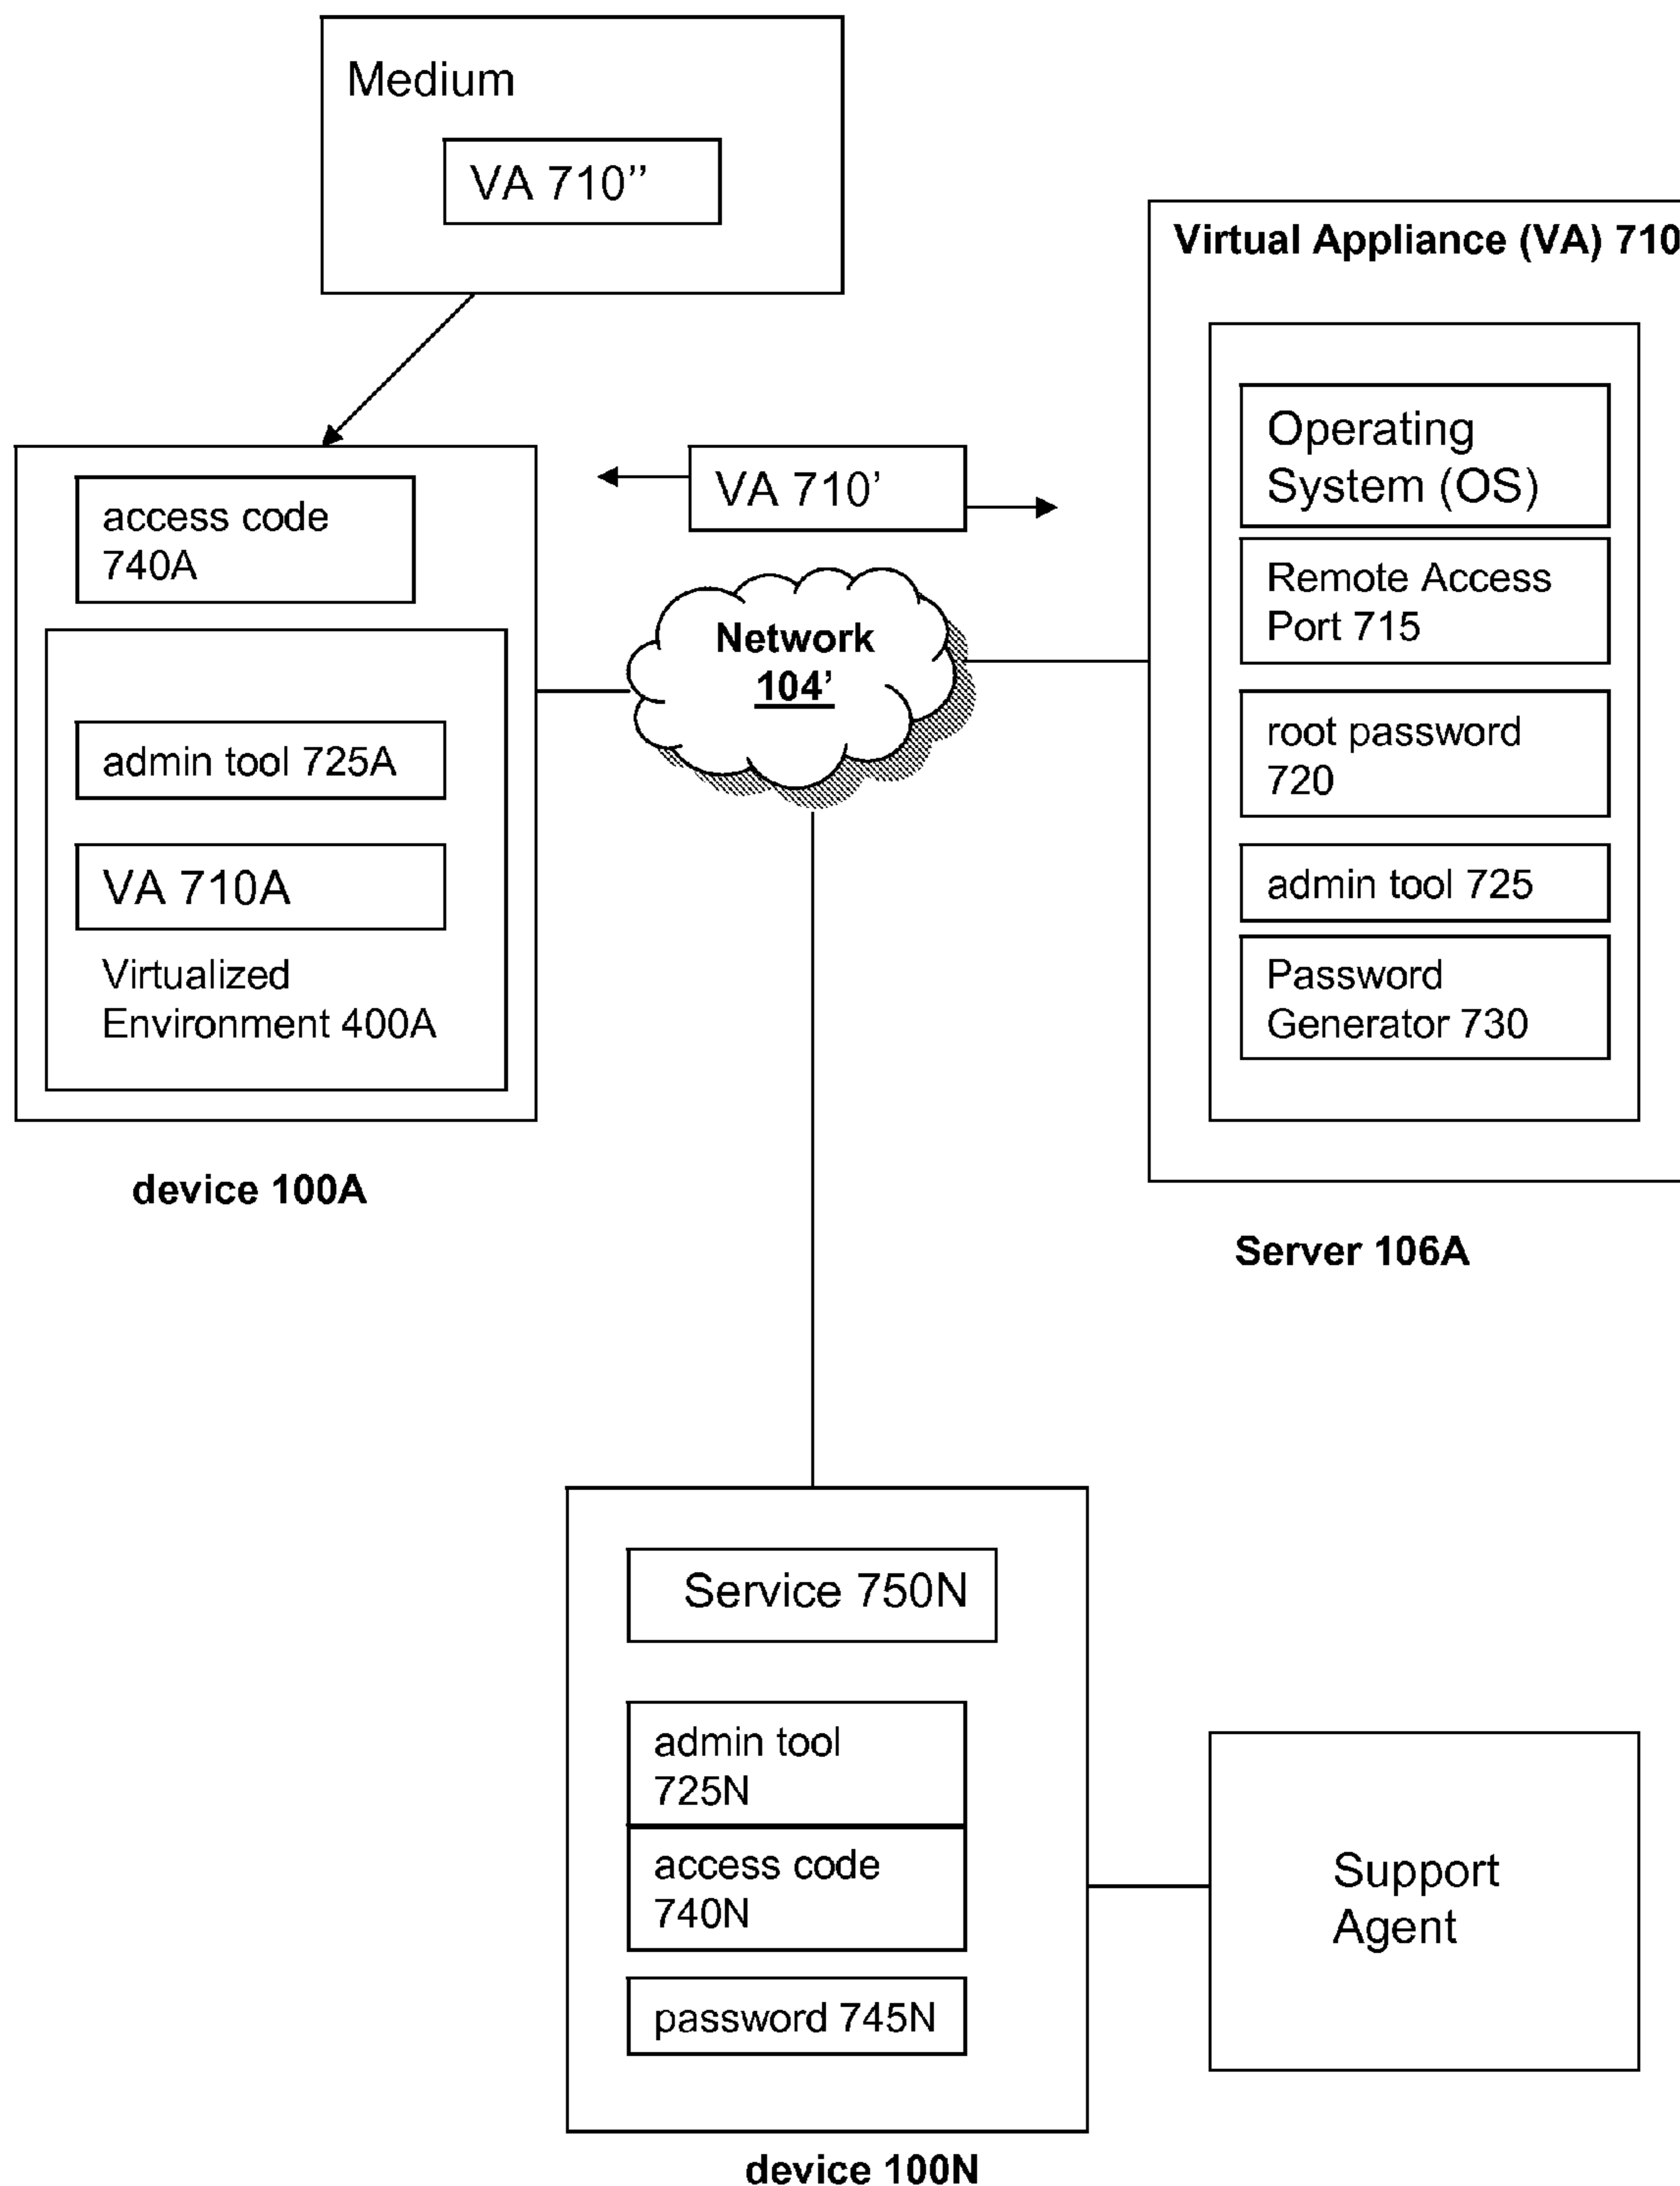 Medium
VA 710’’
Virtual Appliance (VA) 710
Operating
System (OS)
Remote Access
Port 715
root password
720
admin tool 725
Password
Generator 730
Server 106A
VA 710’
Network
104’
access code
740A
admin tool 725A
VA 710A
Virtualized
Environment 400A
device 100A
Service 750N
admin tool
725N
access code
740N
password 745N
device 100N
Support
Agent